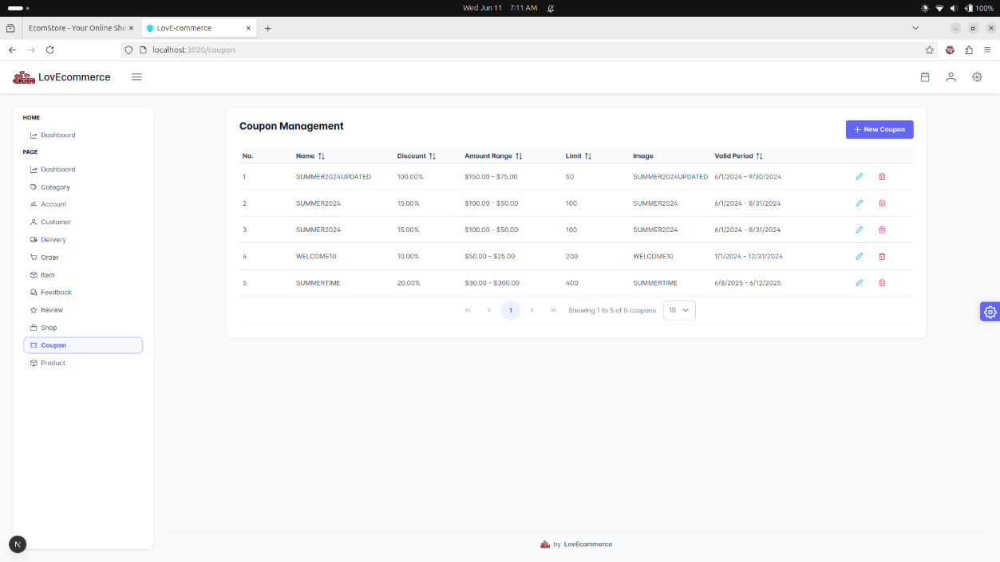 Wed Jun 11 7:11 AM
100%
EcomStore - Your Online Sho
LovE-commerce
localhost:3020/coupon
CRUSH
LovEcommerce
HOME
Dashboard
PAGE
Dashboard
Category
Account
Customer
Delivery
Order
Item
Feedback
Review
Shop
Coupon
Product
Coupon Management
New Coupon
No. Name Discount Amount Range Limit Image Valid Period
1 SUMMER2024UPDATED 100.00% $150.00 - $75.00 50 SUMMER2024UPDATED 6/1/2024 - 9/30/2024
2 SUMMER2024 15.00% $100.00 - $50.00 100 SUMMER2024 6/1/2024 - 8/31/2024
3 SUMMER2024 15.00% $100.00 - $50.00 100 SUMMER2024 6/1/2024 - 8/31/2024
4 WELCOME10 10.00% $50.00 - $25.00 200 WELCOME10 1/1/2024 - 12/31/2024
5 SUMMERTIME 20.00% $30.00 - $300.00 400 SUMMERTIME 6/8/2025 - 6/12/2025
1 Showing 1 to 5 of 5 coupons 10
by LovEcommerce
N